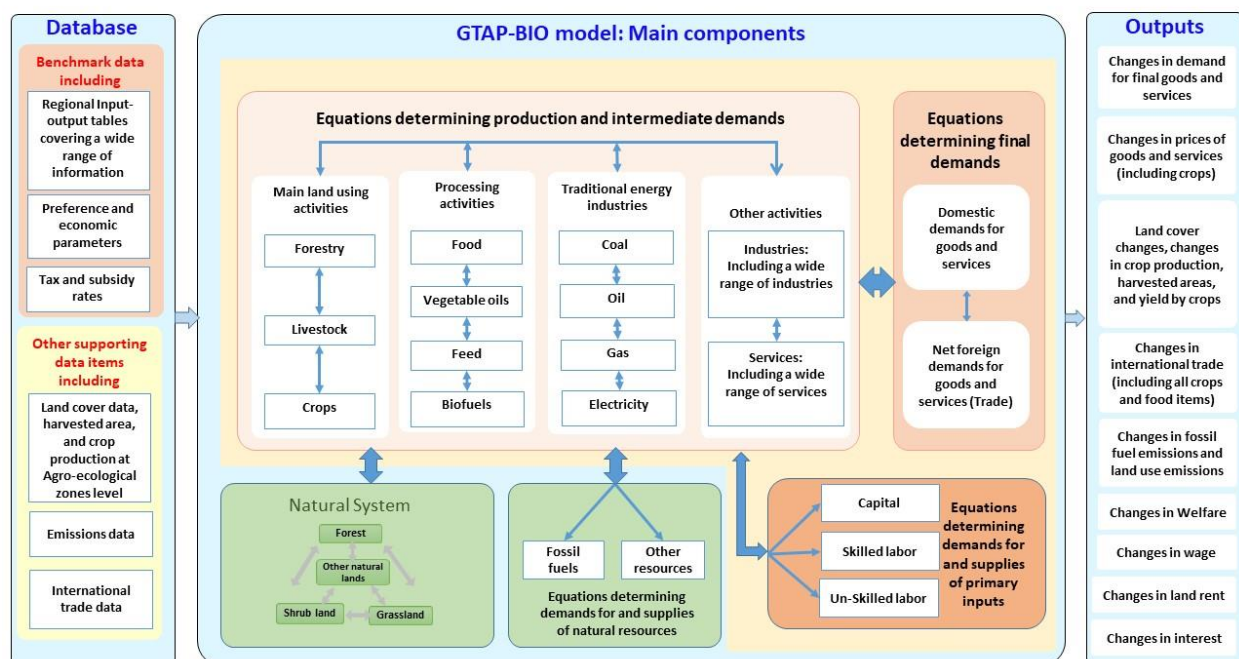 Database
Benchmark data
including
Regional Input-
output tables
covering a wide
range of
information
Preference and
economic
parameters
Tax and subsidy
rates
Other supporting
data items
including
Land cover data,
harvested area,
and crop
production at
Agro-ecological
zones level
Emissions data
International
trade data
GTAP-BIO model: Main components
Equations determining production and intermediate demands
Main land using
activities
Forestry
Livestock
Crops
Processing
activities
Food
Vegetable oils
Feed
Biofuels
Traditional energy
industries
Coal
Oil
Gas
Electricity
Other activities
Industries:
Including a wide
range of industries
Services:
Including a wide
range of services
Equations
determining final
demands
Domestic
demands for
goods and
services
Net foreign
demands for
goods and
services (Trade)
Natural System
Forest
Other natural
lands
Shrub land
Grassland
Fossil
fuels
Other
resources
Equations determining
demands for and supplies
of natural resources
Capital
Skilled labor
Un-Skilled labor
Equations
determining
demands for
and supplies
of primary
inputs
Outputs
Changes in demand
for final goods and
services
Changes in prices of
goods and services
(including crops)
Land cover
changes, changes
in crop production,
harvested areas,
and yield by crops
Changes in
international trade
(including all crops
and food items)
Changes in fossil
fuel emissions and
land use emissions
Changes in Welfare
Changes in wage
Changes in land rent
Changes in interest